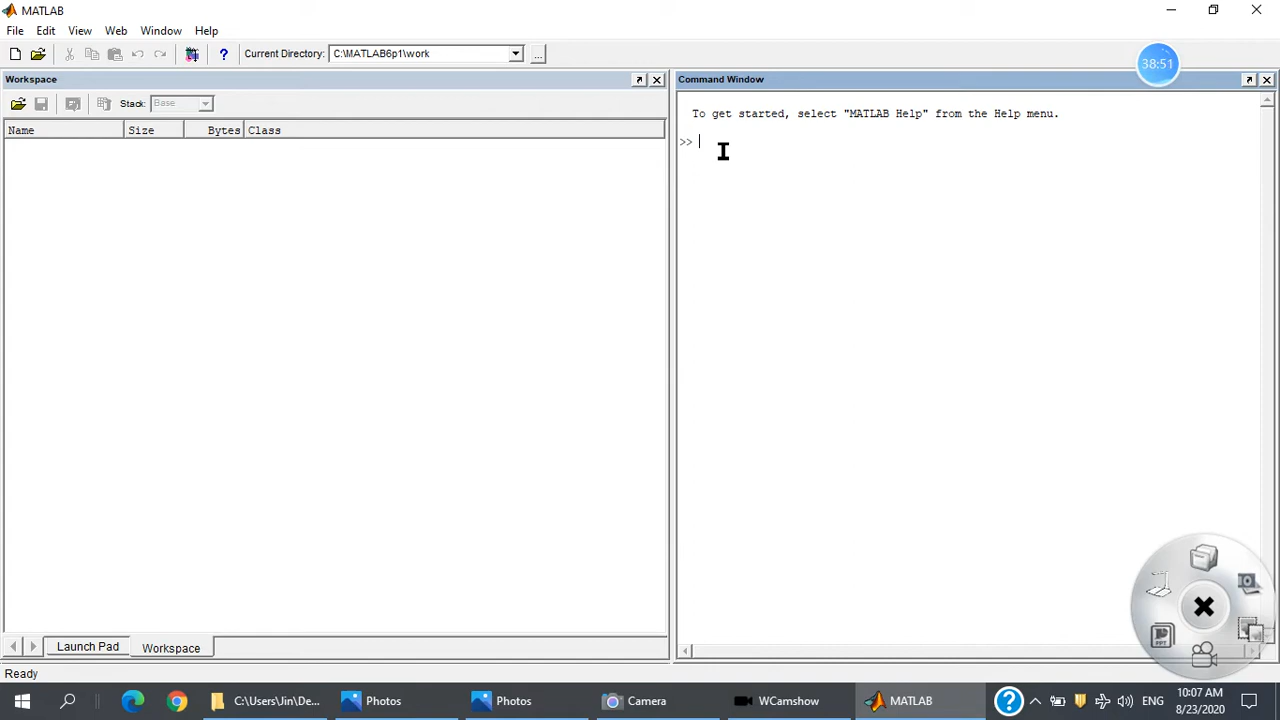 MATLAB
File Edit View Web Window Help
Current Directory: C:\MATLAB6p1\work ...
38:51
Workspace
Command Window
Stack: Base
Name Size Bytes Class
To get started, select "MATLAB Help" from the Help menu.
>>
PPT
Launch Pad Workspace
Ready
C:\Users\Jin\De... Photos Photos Camera WCamshow MATLAB ENG 10:07 AM
8/23/2020